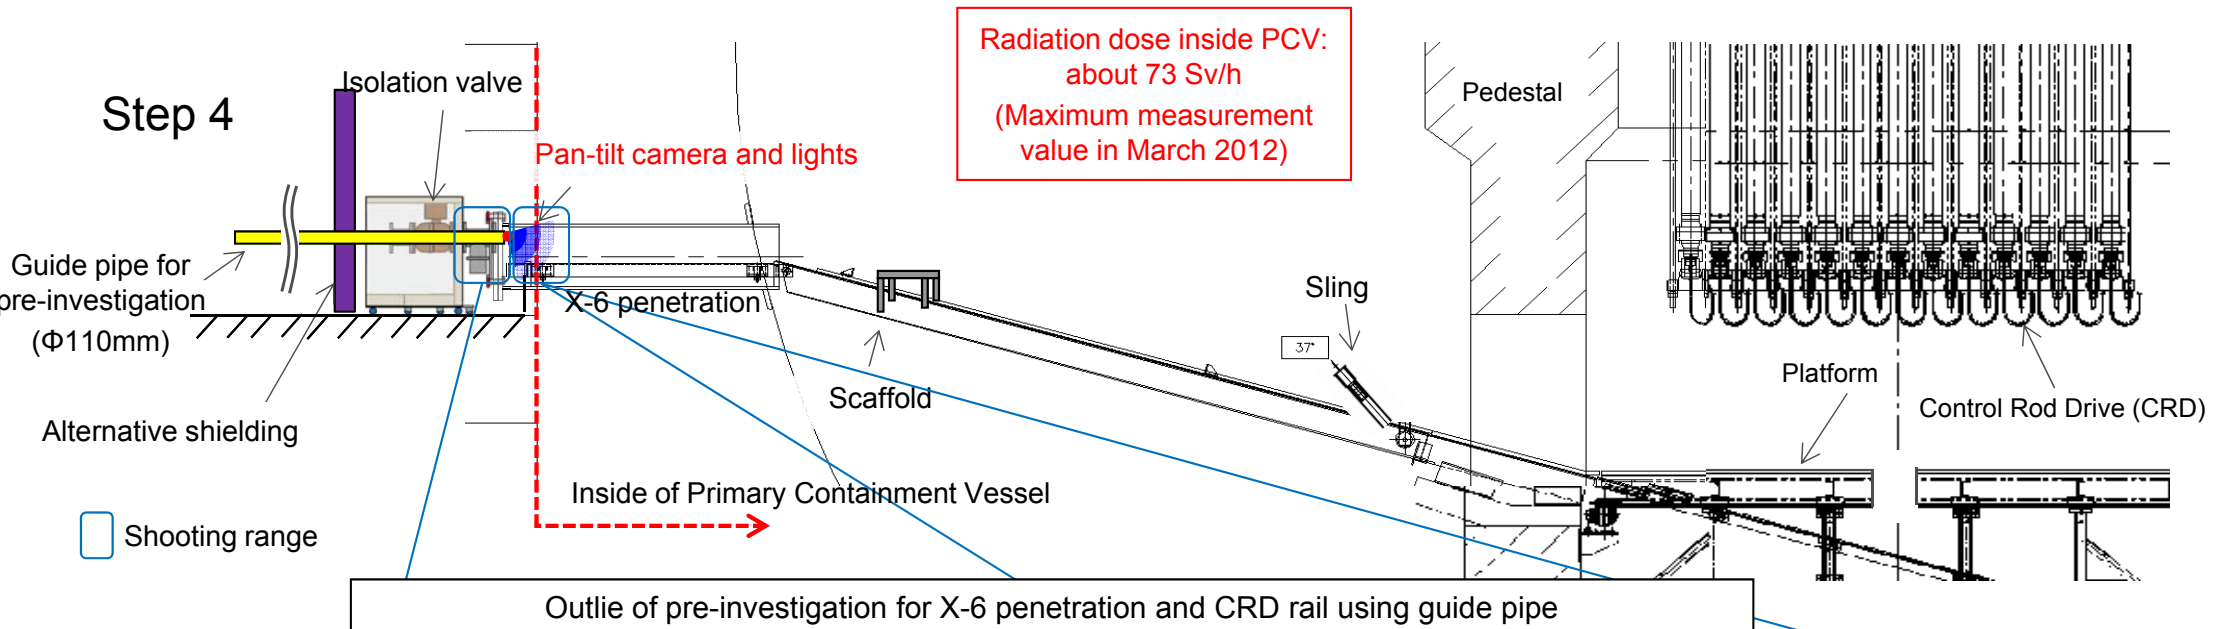 Step 4
Isolation valve
Radiation dose inside PCV:
about 73 Sv/h
(Maximum measurement
value in March 2012)
Pedestal
Pan-tilt camera and lights
Guide pipe for
pre-investigation
(Φ110mm)
X-6 penetration
Sling
37°
Scaffold
Platform
Control Rod Drive (CRD)
Alternative shielding
Inside of Primary Containment Vessel
Shooting range
Outlie of pre-investigation for X-6 penetration and CRD rail using guide pipe